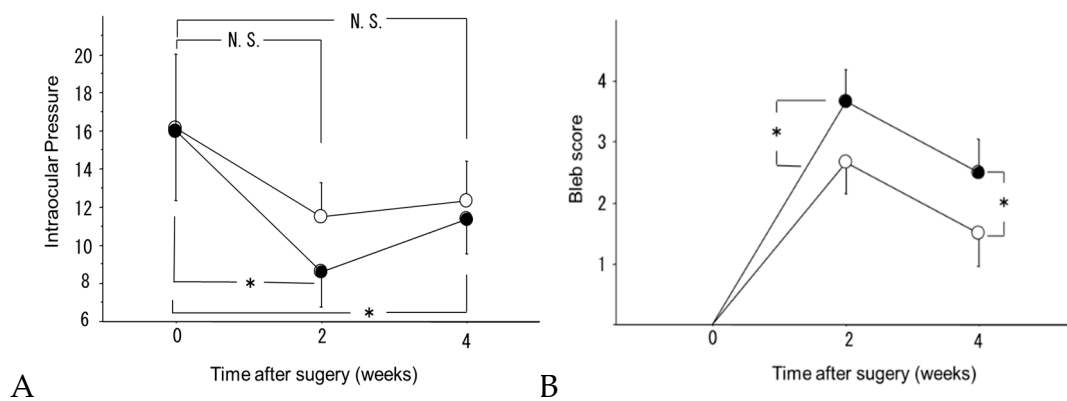 N. S.
N. S.
20
18
16
14
12
10
8
6
Intraocular Pressure
*
*
0
2
4
Time after sugery (weeks)
A
4
3
2
1
Bleb score
*
*
0
2
4
Time after sugery (weeks)
B